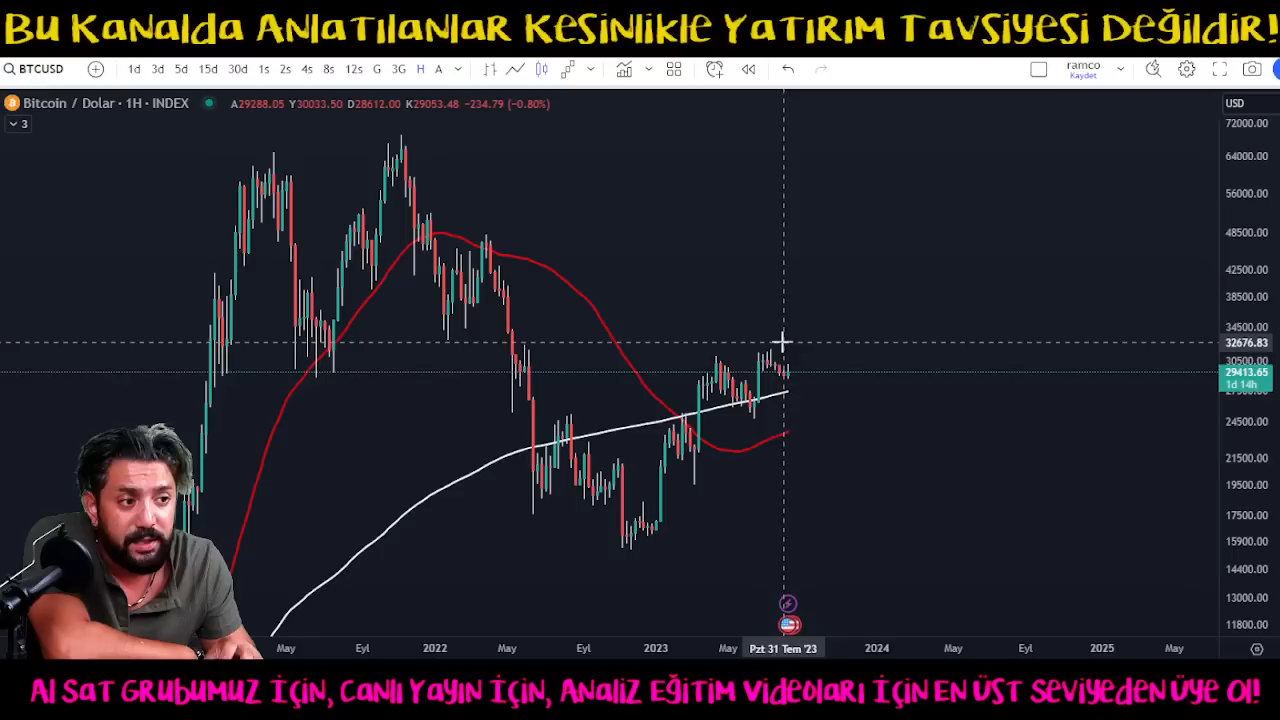 Bu Kanalda Anlatılanlar Kesinlikle Yatırım Tavsiyesi Değildir!
BTCUSD 1d 3d 5d 15d 30d 1s 2s 4s 8s 12s G 3G H A ramco
Kaydet
Bitcoin / Dolar · 1H · INDEX A29288.05 Y30033.50 D28612.00 K29053.48 -234.79 (-0.80%) USD
3
72000.00
64000.00
56000.00
48500.00
42500.00
38500.00
34500.00
32676.83
30500.00
29413.65
1d 14h
24500.00
21500.00
19500.00
17500.00
15900.00
14400.00
13000.00
11800.00
May Eyl 2022 May Eyl 2023 May Pzt 31 Tem '23 2024 May Eyl 2025 May
Al Sat Grubumuz İçin, Canlı Yayın İçin, Analiz Eğitim Videoları İçin En Üst Seviyeden Üye Ol!